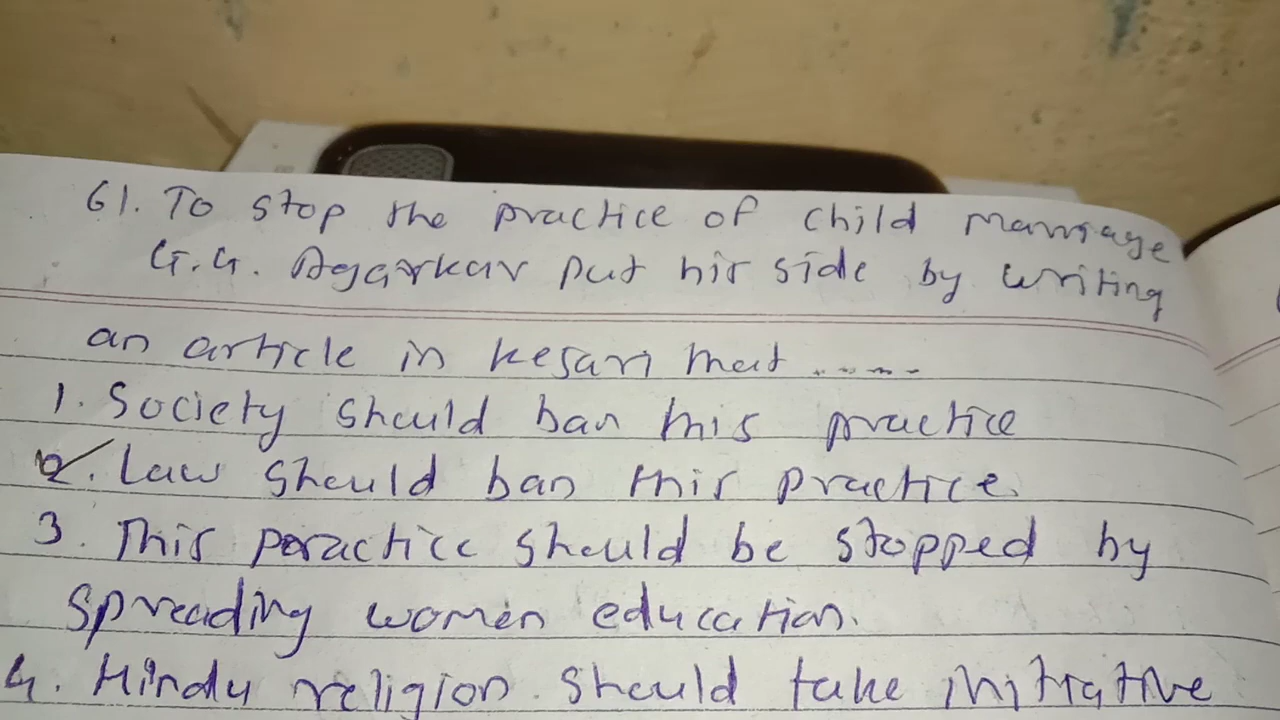 61. To stop the practice of child marriage
G.G. Agarkar put his side by writing
an article in Kesari that .....
1. Society should ban this practice
2. Law should ban this practice.
3. This practice should be stopped by
spreading women education.
4. Hindu religion should take initiative